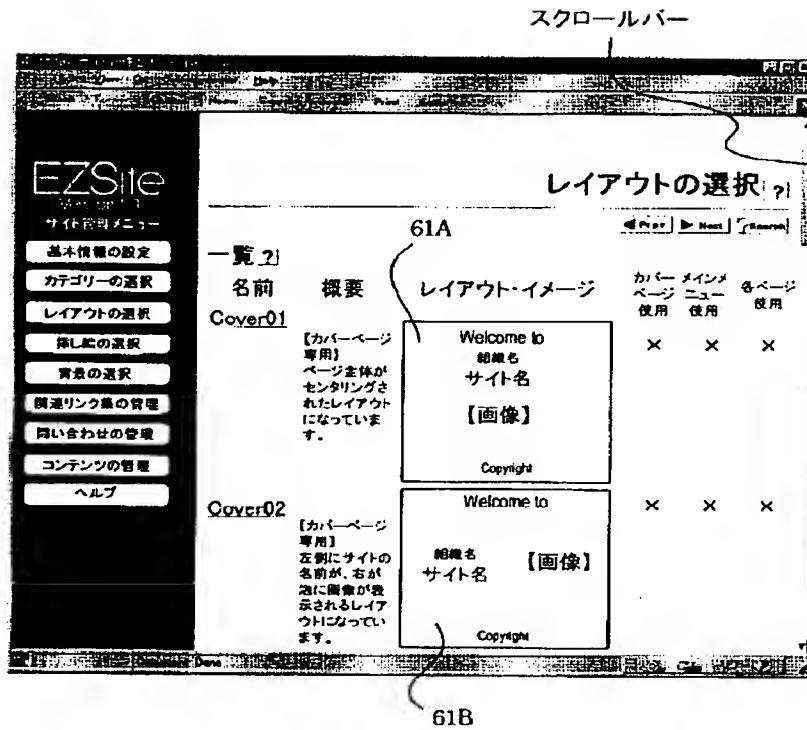 スクロールバー
Help
Home
Print
EZSite
サイト管理メニュー
基本情報の設定
カテゴリーの選択
レイアウトの選択
挿し絵の選択
背景の選択
関連リンク集の管理
問い合わせの管理
コンテンツの管理
ヘルプ
レイアウトの選択 ?
Prev Next Search
61A
一覧 ?
名前 概要 レイアウト・イメージ カバーページ使用 メインメニュー使用 各ページ使用
Cover01
【カバーページ
専用】
ページ全体が
センタリングさ
れたレイアウト
になっていま
す。
Welcome to
組織名
サイト名
【画像】
Copyright
× × ×
Cover02
【カバーページ
専用】
左側にサイトの
名前が、右が
示されるレイア
ウトになってい
ます。
Welcome to
組織名
サイト名
【画像】
Copyright
× × ×
Done
61B